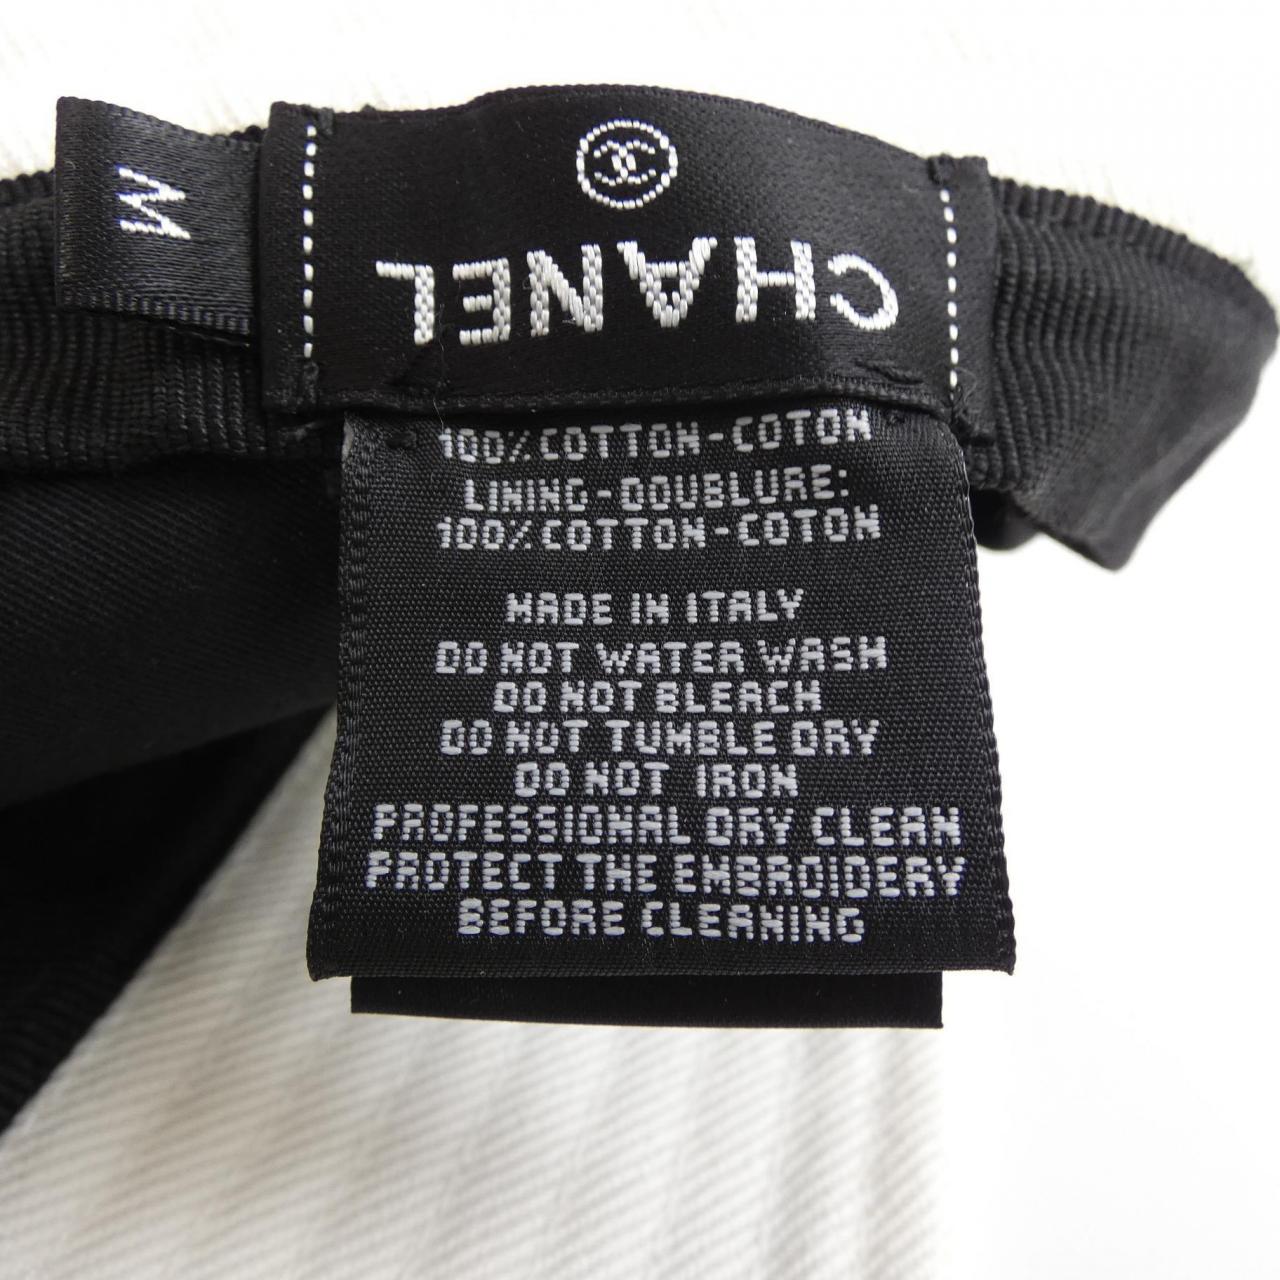 M
CHANEL
100% COTTON-COTON
LINING-DOUBLURE:
100% COTTON-COTON
MADE IN ITALY
DO NOT WATER WASH
DO NOT BLEACH
DO NOT TUMBLE DRY
DO NOT IRON
PROFESSIONAL DRY CLEAN
PROTECT THE EMBROIDERY
BEFORE CLEANING